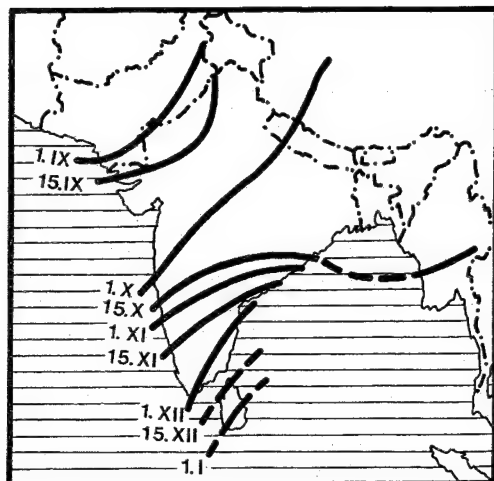 1. IX
15. IX
1. X
15. X
1. XI
15. XI
1. XII
15. XII
1. I